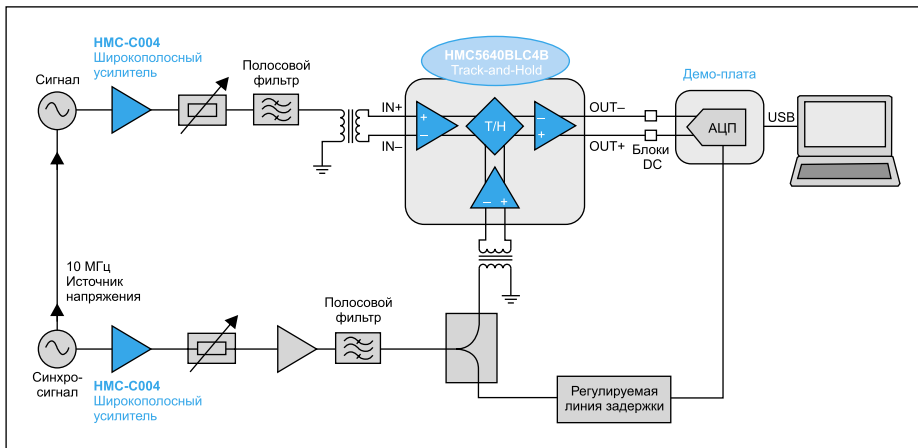 HMC-C004
Широкополосный
усилитель
Сигнал
Полосовой
фильтр
HMC5640BLC4B
Track-and-Hold
IN+
IN–
+
–
T/H
–
+
–
+
OUT–
OUT+
Блоки
DC
Демо-плата
АЦП
USB
10 МГц
Источник
напряжения
Синхро-
сигнал
HMC-C004
Широкополосный
усилитель
Полосовой
фильтр
Регулируемая
линия задержки